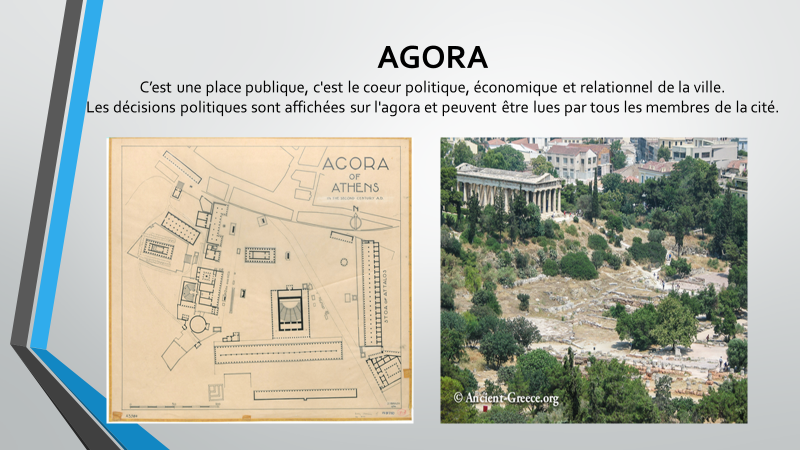 AGORA
C’est une place publique, c'est le coeur politique, économique et relationnel de la ville.
Les décisions politiques sont affichées sur l'agora et peuvent être lues par tous les membres de la cité.
AGORA
OF
ATHENS
STOA OF ATTALOS
© Ancient-Greece.org